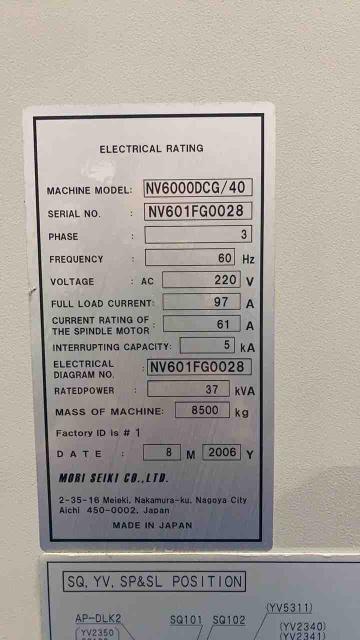 ELECTRICAL RATING
MACHINE MODEL: NV6000DCG/40
SERIAL NO. : NV601FG0028
PHASE : 3
FREQUENCY : 60 Hz
VOLTAGE : AC 220 V
FULL LOAD CURRENT: 97 A
CURRENT RATING OF
THE SPINDLE MOTOR : 61 A
INTERRUPTING CAPACITY: 5 kA
ELECTRICAL
DIAGRAM NO. : NV601FG0028
RATEDPOWER : 37 kVA
MASS OF MACHINE: 8500 kg
Factory ID is # 1
DATE : 8 M 2006 Y
MORI SEIKI CO.,LTD.
2-35-16 Meieki, Nakamura-ku, Nagoya City
Aichi 450-0002, Japan
MADE IN JAPAN
SQ, YV, SP&SL POSITION
(YV5311)
AP-DLK2 SQ101 SQ102 (YV2340)
(YV2350) (YV2341)